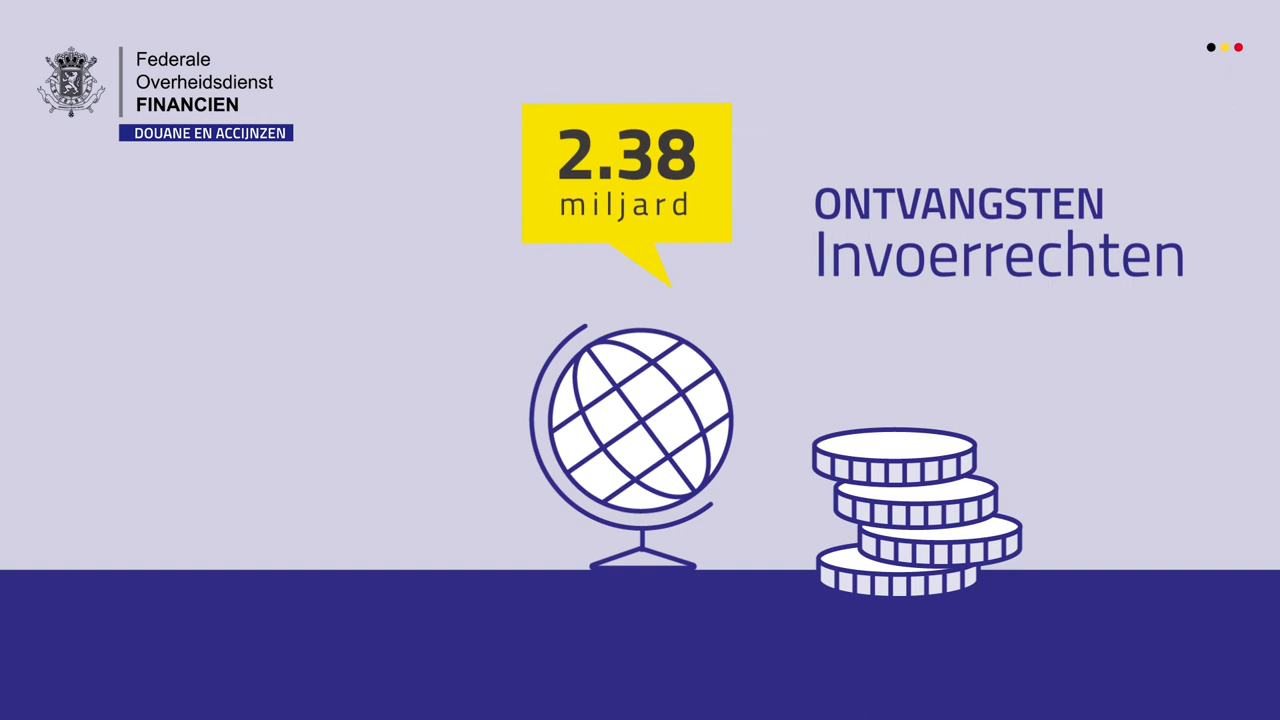 Federale
Overheidsdienst
FINANCIEN
DOUANE EN ACCIJNZEN
2.38
miljard
ONTVANGSTEN
Invoerrechten